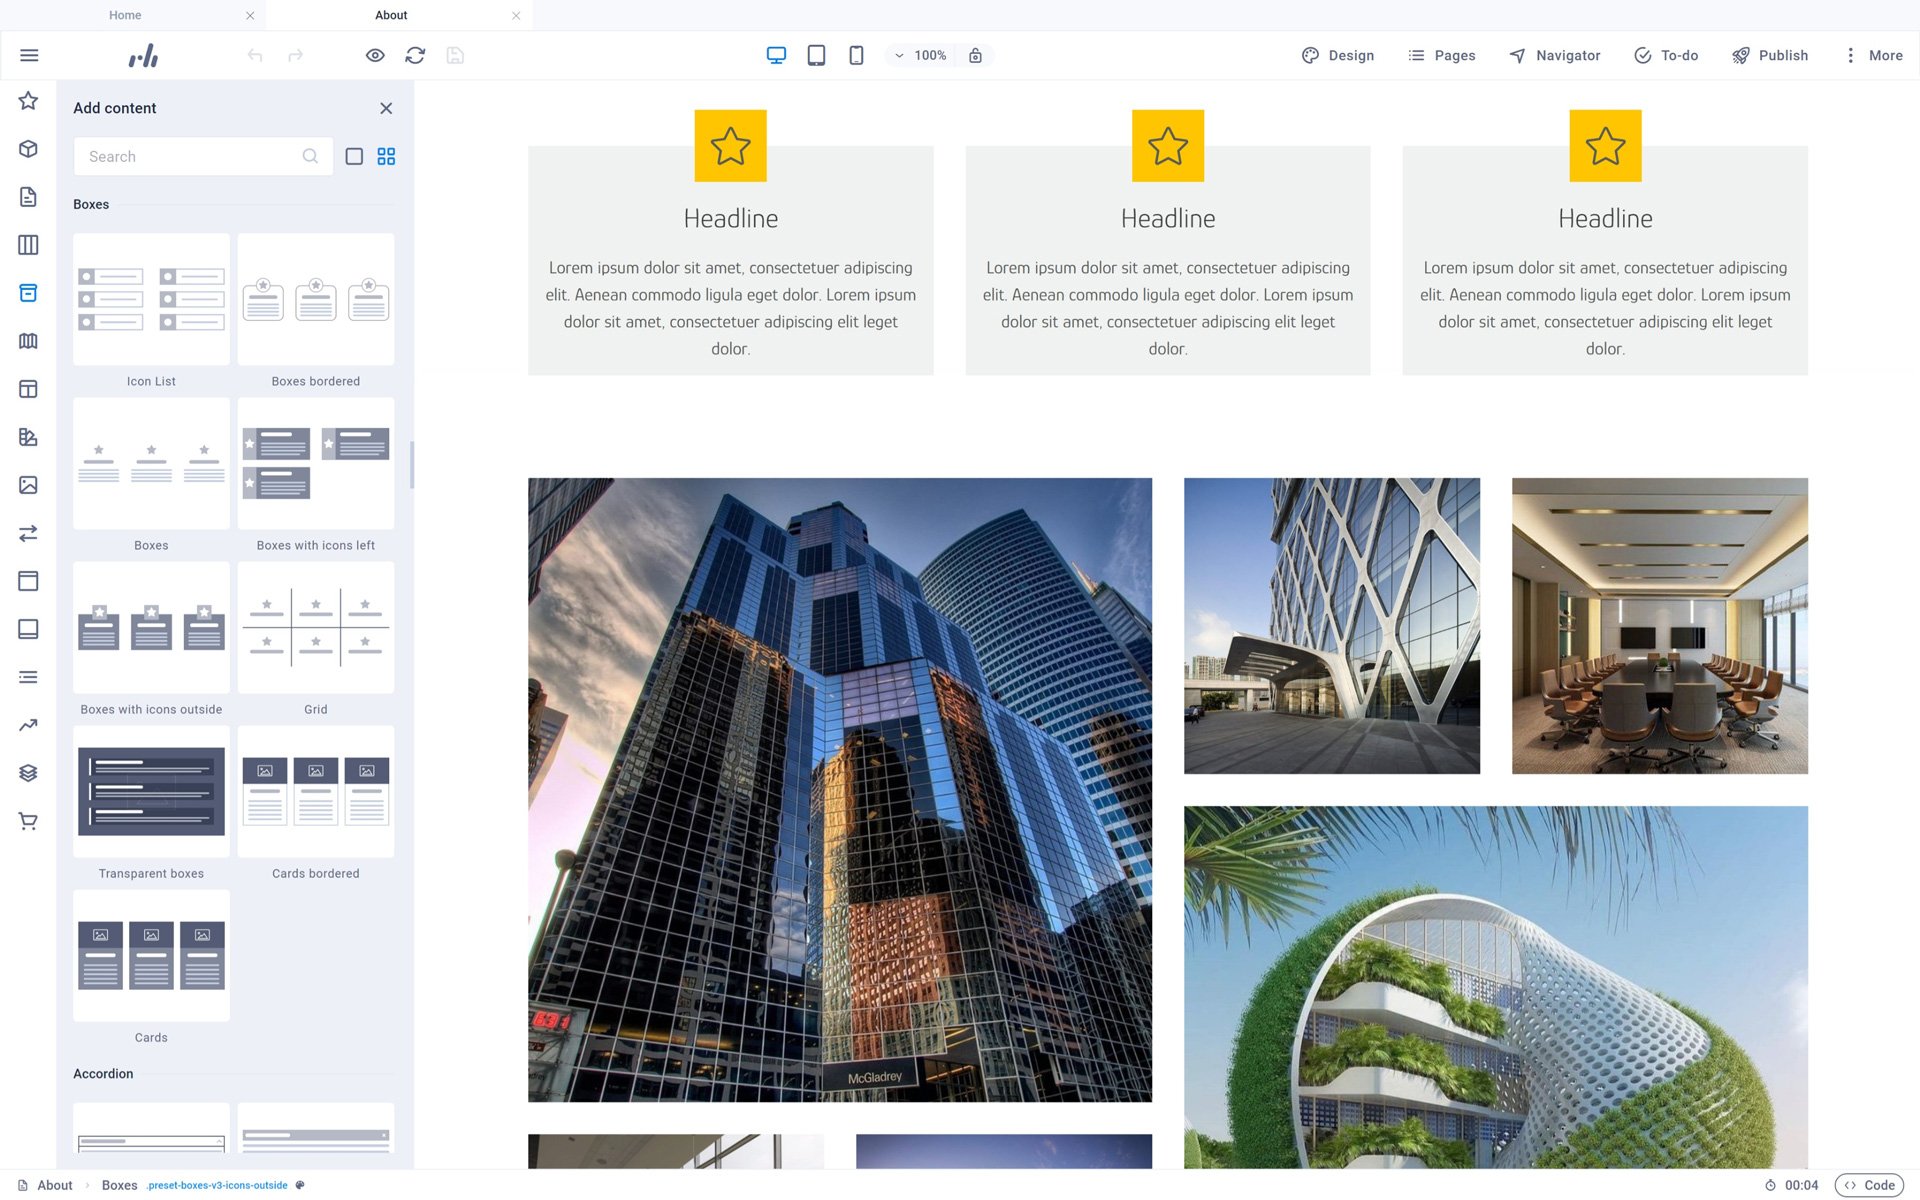 Home
About
100%
Design
Pages
Navigator
To-do
Publish
More
Add content
Search
Boxes
Icon List
Boxes bordered
Boxes
Boxes with icons left
Boxes with icons outside
Grid
Transparent boxes
Cards bordered
Cards
Accordion
Headline
Lorem ipsum dolor sit amet, consectetuer adipiscing
elit. Aenean commodo ligula eget dolor. Lorem ipsum
dolor sit amet, consectetuer adipiscing elit leget
dolor.
Headline
Lorem ipsum dolor sit amet, consectetuer adipiscing
elit. Aenean commodo ligula eget dolor. Lorem ipsum
dolor sit amet, consectetuer adipiscing elit leget
dolor.
Headline
Lorem ipsum dolor sit amet, consectetuer adipiscing
elit. Aenean commodo ligula eget dolor. Lorem ipsum
dolor sit amet, consectetuer adipiscing elit leget
dolor.
631
McGladrey
About
Boxes
.preset-boxes-v3-icons-outside
00:04
Code